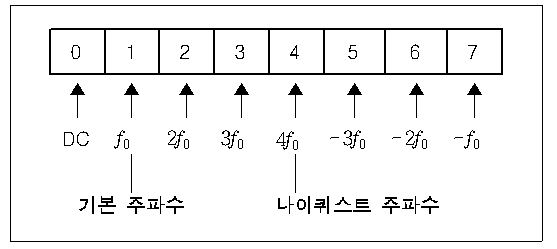 0 1 2 3 4 5 6 7
DC f₀ 2f₀ 3f₀ 4f₀ -3f₀ -2f₀ -f₀
기본 주파수 나이퀴스트 주파수